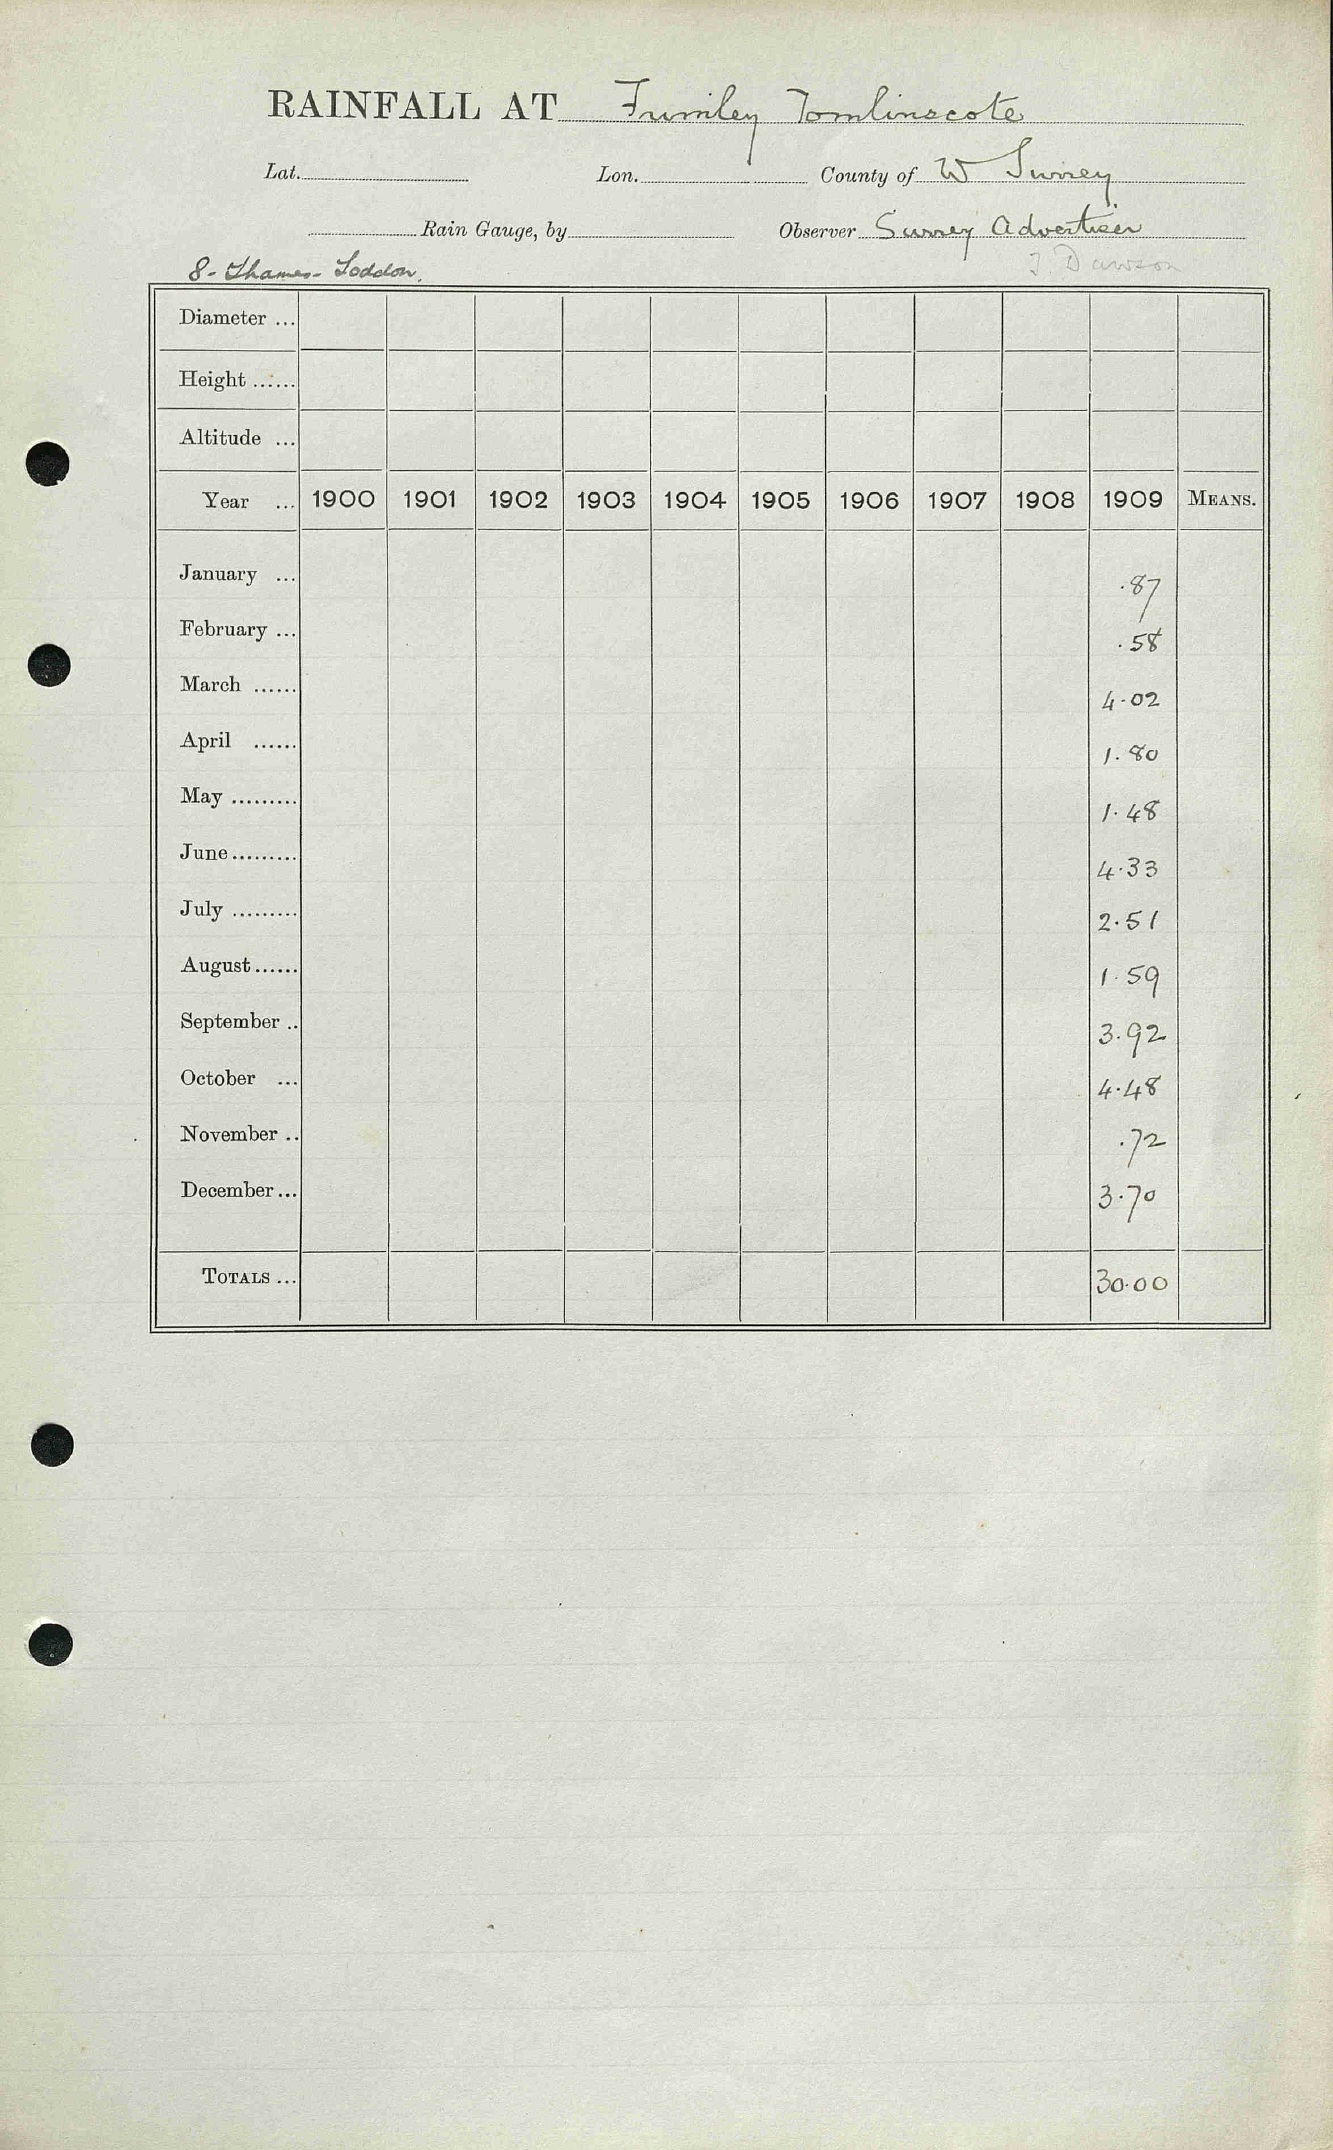 RAINFALL AT Frimley Tomlinscote
Lat. Lon. County of W Surrey
Rain Gauge, by Observer Surrey Advertiser
8 - Thames - Loddon. J Dawson
Diameter ...
Height ......
Altitude ...
Year ... 1900 1901 1902 1903 1904 1905 1906 1907 1908 1909 MEANS.
January ... .87
February ... .58
March ...... 4.02
April ...... 1.80
May ......... 1.48
June ......... 4.33
July ......... 2.51
August ...... 1.59
September .. 3.92
October ... 4.48
November .. .72
December ... 3.70
TOTALS ... 30.00